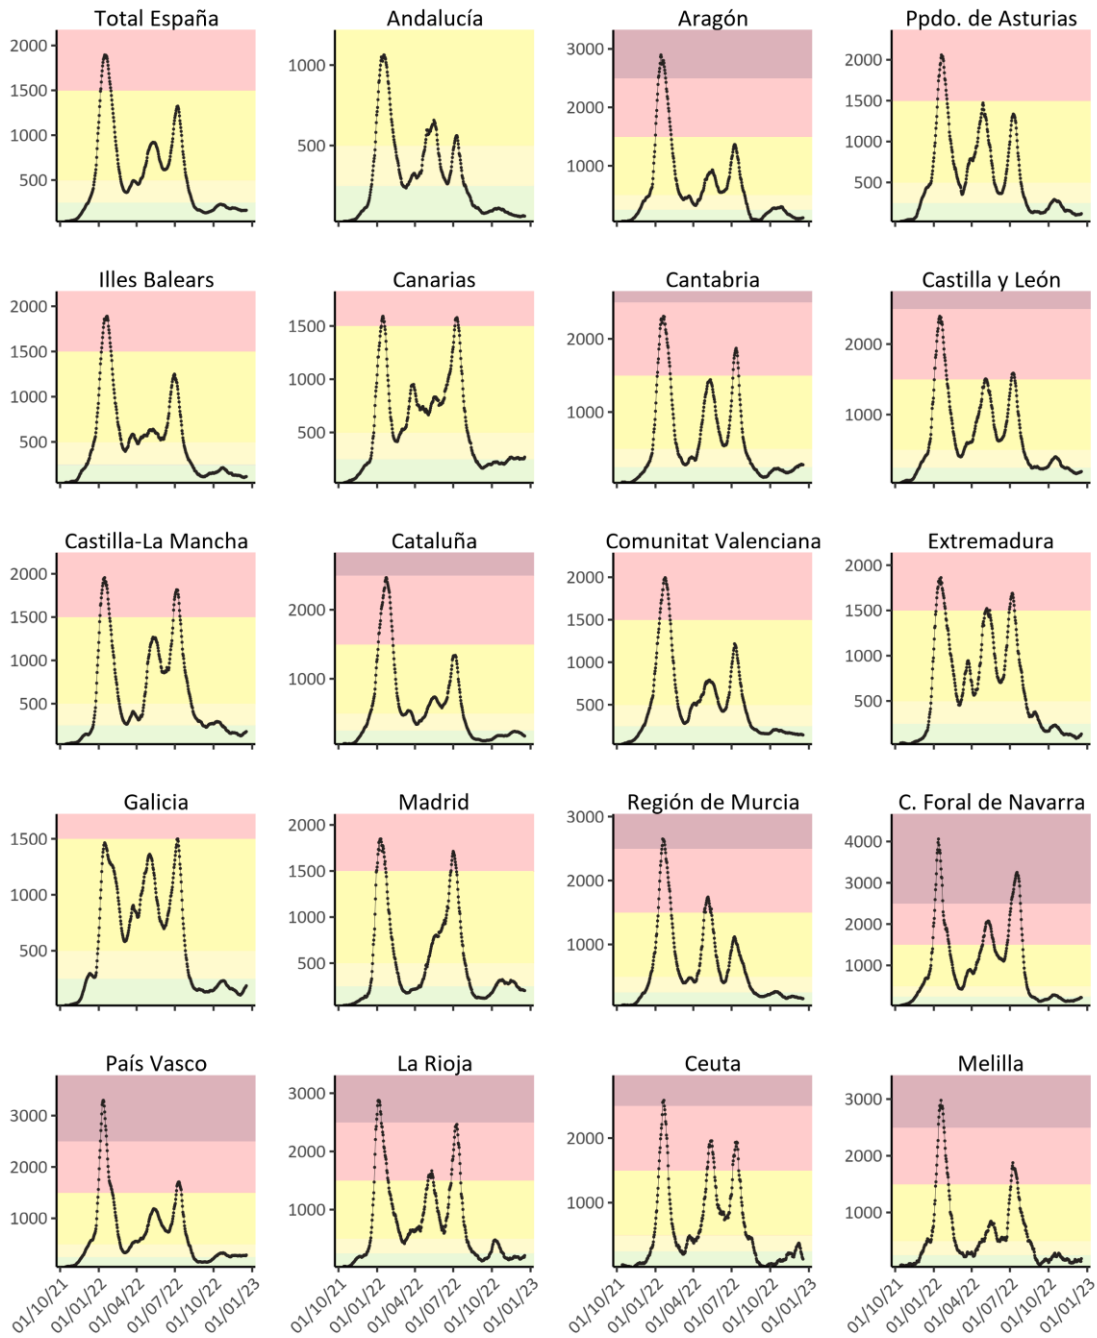 Total España Andalucía Aragón Ppdo. de Asturias
2000 1500 1000 500
1000 500
3000 2000 1000
2000 1500 1000 500
Illes Balears Canarias Cantabria Castilla y León
2000 1500 1000 500
1500 1000 500
2000 1000
2000 1000
Castilla-La Mancha Cataluña Comunitat Valenciana Extremadura
2000 1500 1000 500
2000 1000
2000 1500 1000 500
2000 1500 1000 500
Galicia Madrid Región de Murcia C. Foral de Navarra
1500 1000 500
2000 1500 1000 500
3000 2000 1000
4000 3000 2000 1000
País Vasco La Rioja Ceuta Melilla
3000 2000 1000
3000 2000 1000
2000 1000
3000 2000 1000
01/10/21 01/01/22 01/04/22 01/07/22 01/10/22 01/01/23
01/10/21 01/01/22 01/04/22 01/07/22 01/10/22 01/01/23
01/10/21 01/01/22 01/04/22 01/07/22 01/10/22 01/01/23
01/10/21 01/01/22 01/04/22 01/07/22 01/10/22 01/01/23